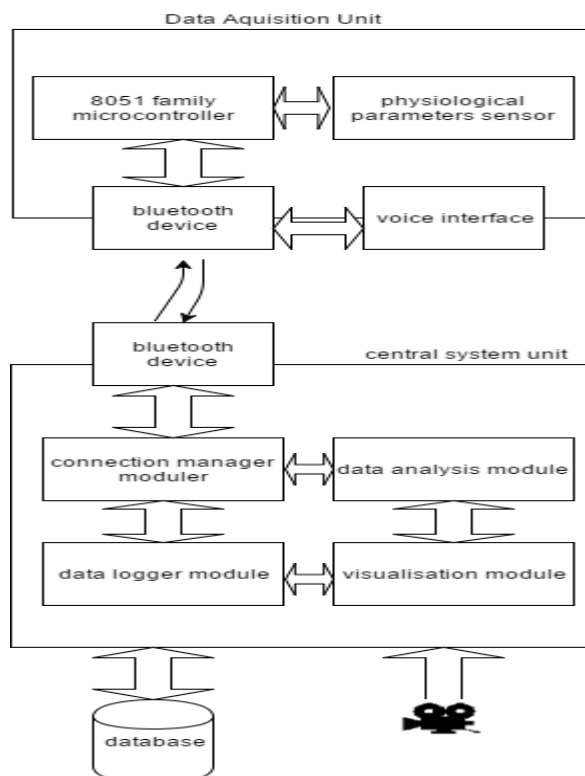 Data Aquisition Unit
8051 family
microcontroller
physiological
parameters sensor
bluetooth
device
voice interface
bluetooth
device
central system unit
connection manager
moduler
data analysis module
data logger module
visualisation module
database